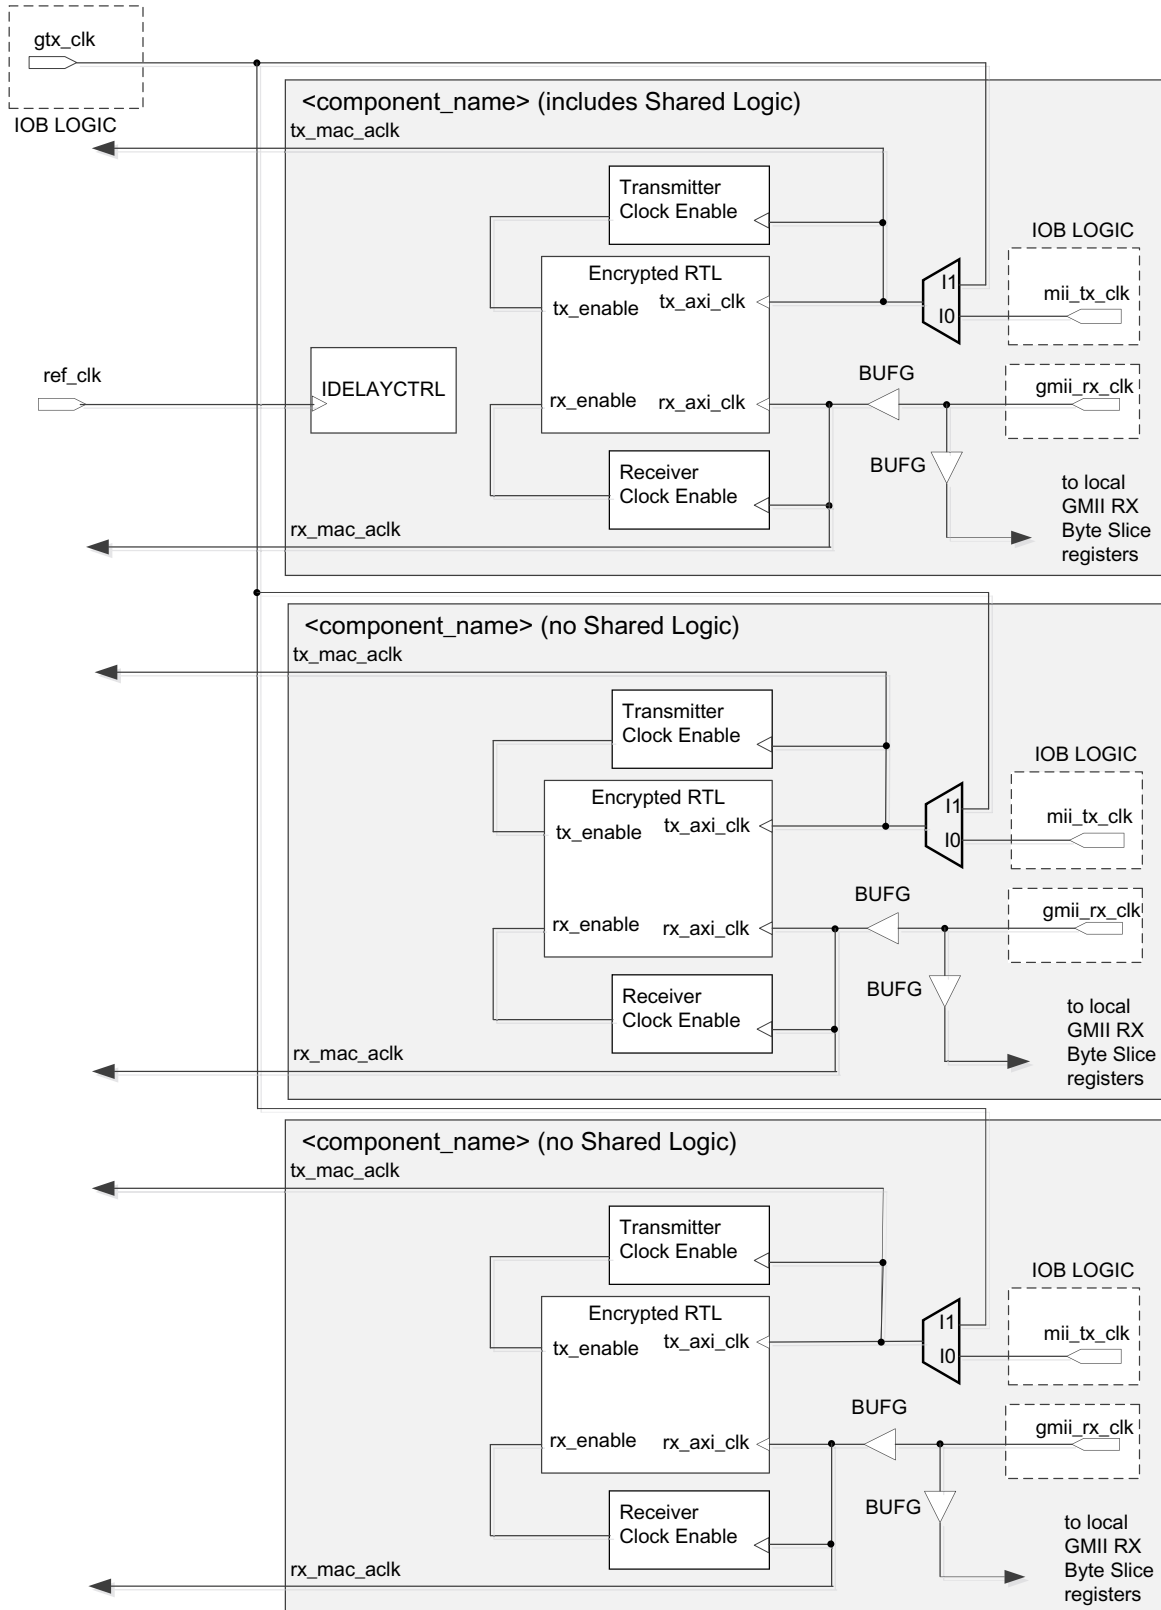 gtx_clk
IOB LOGIC
<component_name> (includes Shared Logic)
tx_mac_aclk
Transmitter
Clock Enable
IOB LOGIC
Encrypted RTL
tx_enable
tx_axi_clk
I1
I0
mii_tx_clk
ref_clk
IDELAYCTRL
BUFG
gmii_rx_clk
rx_enable
rx_axi_clk
BUFG
Receiver
Clock Enable
to local
GMII RX
Byte Slice
registers
rx_mac_aclk
<component_name> (no Shared Logic)
tx_mac_aclk
Transmitter
Clock Enable
IOB LOGIC
Encrypted RTL
tx_enable
tx_axi_clk
I1
I0
mii_tx_clk
BUFG
gmii_rx_clk
rx_enable
rx_axi_clk
BUFG
Receiver
Clock Enable
to local
GMII RX
Byte Slice
registers
rx_mac_aclk
<component_name> (no Shared Logic)
tx_mac_aclk
Transmitter
Clock Enable
IOB LOGIC
Encrypted RTL
tx_enable
tx_axi_clk
I1
I0
mii_tx_clk
BUFG
gmii_rx_clk
rx_enable
rx_axi_clk
BUFG
Receiver
Clock Enable
to local
GMII RX
Byte Slice
registers
rx_mac_aclk